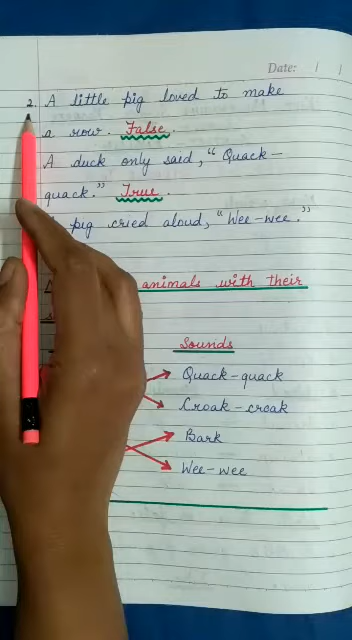 Date: / /
2. A little pig loved to make
a row. False.
A duck only said, "Quack-
quack." True.
pig cried aloud, "Wee-wee."
animals with their
Sounds
Quack-quack
Croak-croak
Bark
Wee-wee